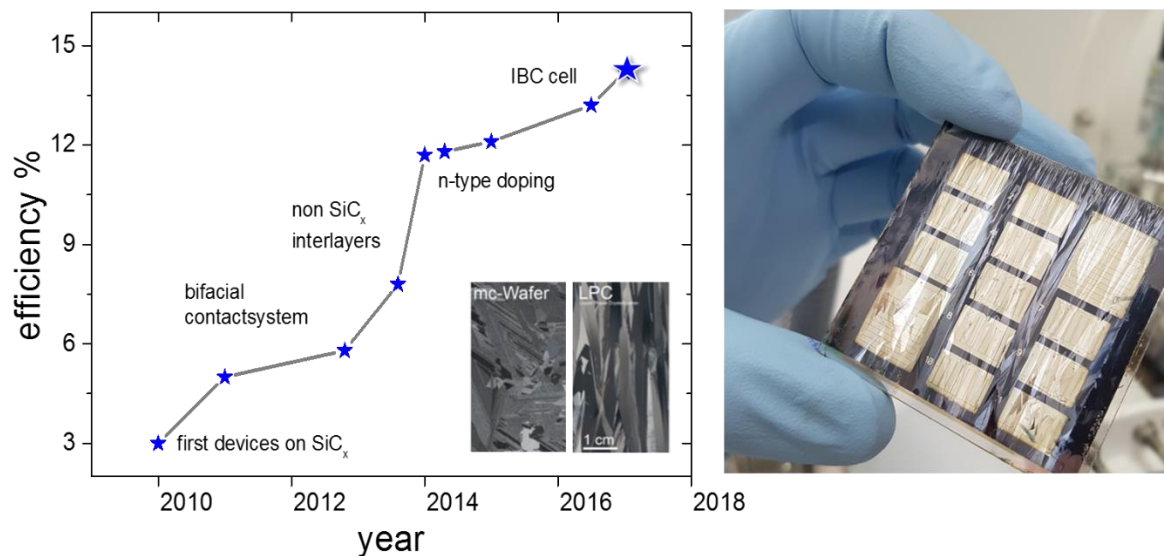 15
12
9
6
3
efficiency %
IBC cell
n-type doping
non SiCₓ
interlayers
bifacial
contactsystem
first devices on SiCₓ
mc-Wafer
LPC
1 cm
2010
2012
2014
2016
2018
year